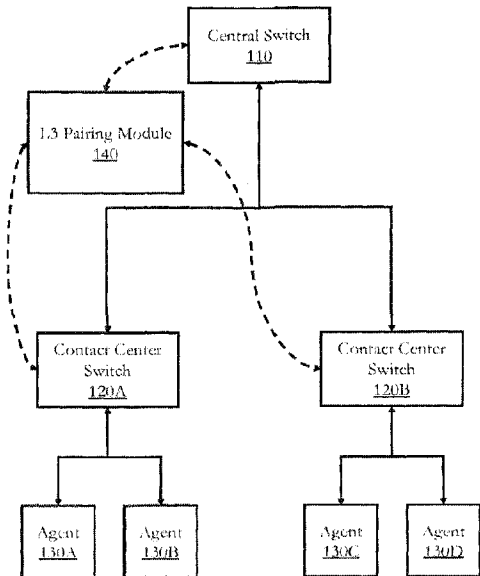 Central Switch
110
L3 Pairing Module
140
Contact Center
Switch
120A
Contact Center
Switch
120B
Agent
130A
Agent
130B
Agent
130C
Agent
130D